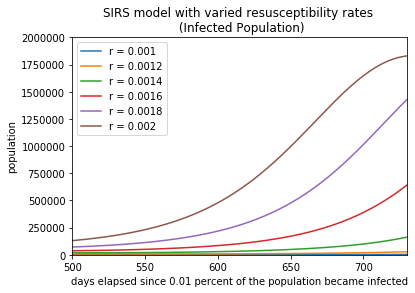 SIRS model with varied resusceptibility rates
(Infected Population)
2000000
1750000
1500000
1250000
1000000
750000
500000
250000
0
population
r = 0.001
r = 0.0012
r = 0.0014
r = 0.0016
r = 0.0018
r = 0.002
500
550
600
650
700
days elapsed since 0.01 percent of the population became infected